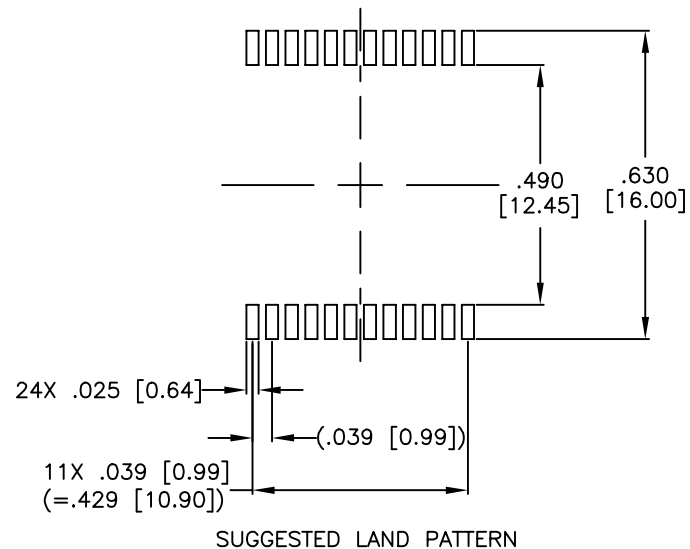 .490
[12.45]
.630
[16.00]
24X .025 [0.64]
(.039 [0.99])
11X .039 [0.99]
(=.429 [10.90])
SUGGESTED LAND PATTERN